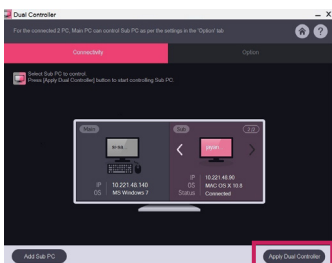 Dual Controller
For the connected 2 PC, Main PC can control Sub PC as per the settings in the 'Option' tab
Connectivity
Option
Select Sub PC to control.
Press [Apply Dual Controller] button to start controlling Sub PC.
Main
Sub
IP 10.221.48.140
OS MS Windows 7
IP 10.221.48.90
OS MAC OS X 10.8
Status Connected
Add Sub PC
Apply Dual Controller